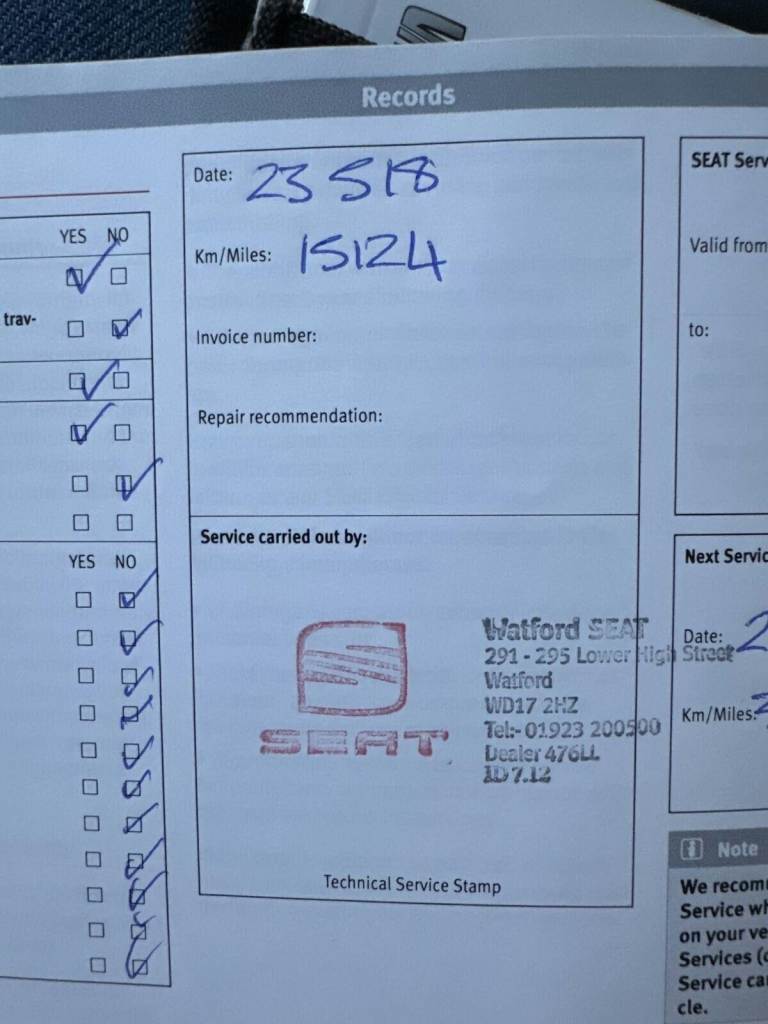 Records
YES NO
trav-
YES NO
Date: 23 5 18
Km/Miles: 15124
Invoice number:
Repair recommendation:
Service carried out by:
SEAT
Watford SEAT
291 - 295 Lower High Street
Watford
WD17 2HZ
Tel:- 01923 200500
Dealer 476LL
ID 7.12
Technical Service Stamp
SEAT Serv
Valid from
to:
Next Servic
Date: 2
Km/Miles:
Note
We recom
Service wh
on your ve
Services (
Service ca
cle.